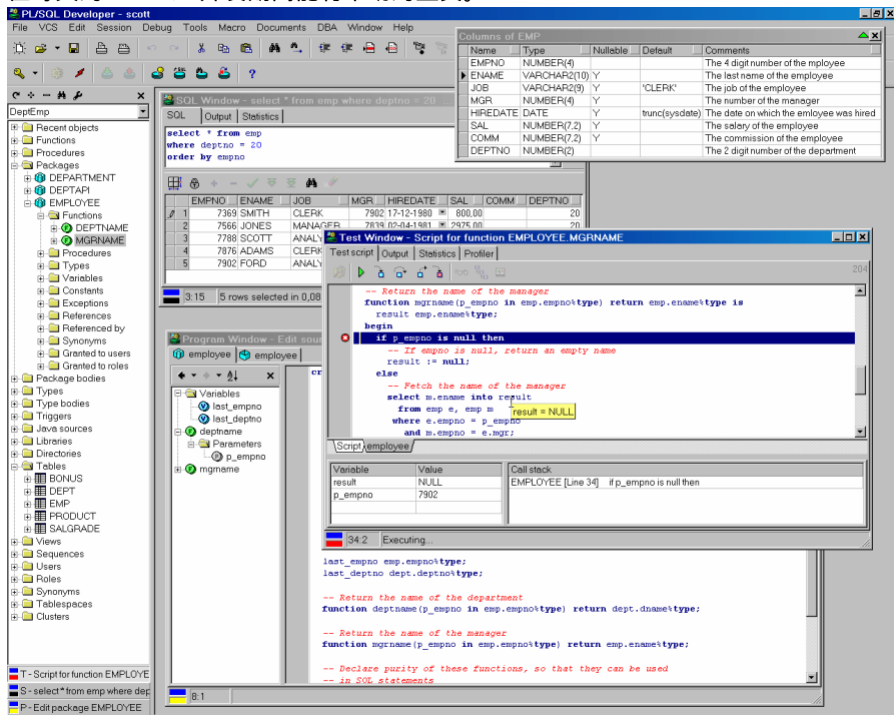 PL/SQL Developer - scott
File VCS Edit Session Debug Tools Macro Documents DBA Window Help
DeptEmp
Recent objects
Functions
Procedures
Packages
DEPARTMENT
DEPTAPI
EMPLOYEE
Functions
DEPTNAME
MGRNAME
Procedures
Types
Variables
Constants
Exceptions
References
Referenced by
Synonyms
Granted to users
Granted to roles
Package bodies
Types
Type bodies
Triggers
Java sources
Libraries
Directories
Tables
BONUS
DEPT
EMP
PRODUCT
SALGRADE
Views
Sequences
Users
Roles
Synonyms
Tablespaces
Clusters
T - Script for function EMPLOYE
S - select * from emp where dep
P - Edit package EMPLOYEE
SQL Window - select * from emp where deptno = 20
SQL Output Statistics
select * from emp
where deptno = 20
order by empno
EMPNO ENAME JOB MGR HIREDATE SAL COMM DEPTNO
1 7369 SMITH CLERK 7902 17-12-1980 800,00 20
2 7566 JONES MANAGER 7839 02-04-1981 2975,00 20
3 7788 SCOTT ANALY
4 7876 ADAMS CLERK
5 7902 FORD ANALY
3:15 5 rows selected in 0,08
Columns of EMP
Name Type Nullable Default Comments
EMPNO NUMBER(4) The 4 digit number of the mployee
ENAME VARCHAR2(10) Y The last name of the employee
JOB VARCHAR2(9) Y 'CLERK' The job of the employee
MGR NUMBER(4) Y The number of the manager
HIREDATE DATE Y trunc(sysdate) The date on which the emloyee was hired
SAL NUMBER(7,2) Y The salary of the employee
COMM NUMBER(7,2) Y The commission of the employee
DEPTNO NUMBER(2) The 2 digit number of the department
Test Window - Script for function EMPLOYEE.MGRNAME
Test script Output Statistics Profiler
204
-- Return the name of the manager
function mgrname(p_empno in emp.empno%type) return emp.ename%type is
result emp.ename%type;
begin
if p_empno is null then
-- If empno is null, return an empty name
result := null;
else
-- Fetch the name of the manager
select m.ename into result
from emp e, emp m
result = NULL
where e.empno = p_empno
and m.empno = e.mgr;
Script employee
Variable Value Call stack
result NULL EMPLOYEE [Line 34] if p_empno is null then
p_empno 7902
34:2 Executing...
Program Window - Edit sou
employee employee
cr
Variables
last_empno
last_deptno
deptname
Parameters
p_empno
mgrname
last_empno emp.empno%type;
last_deptno dept.deptno%type;
-- Return the name of the department
function deptname(p_empno in emp.empno%type) return dept.dname%type;
-- Return the name of the manager
function mgrname(p_empno in emp.empno%type) return emp.ename%type;
-- Declare purity of these functions, so that they can be used
-- in SQL statements
8:1